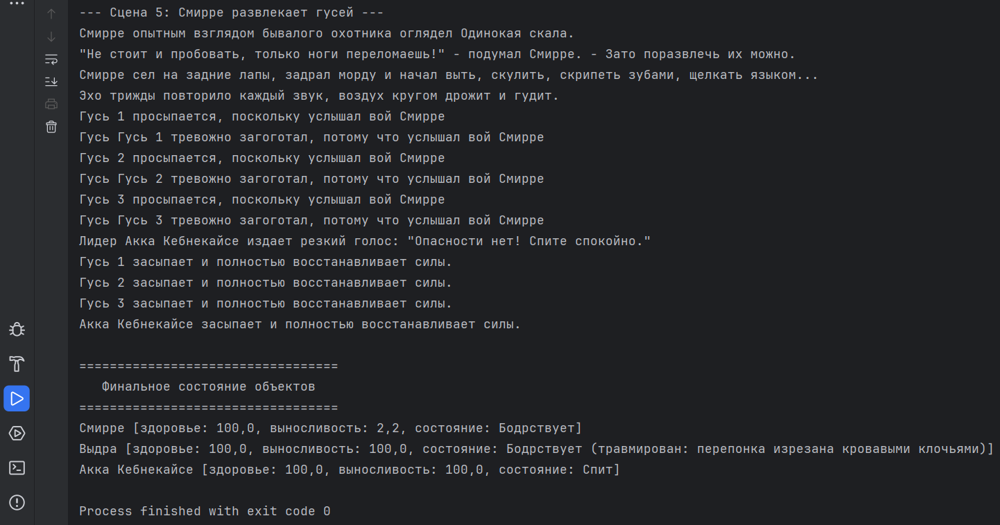 --- Сцена 5: Смирре развлекает гусей ---
Смирре опытным взглядом бывалого охотника оглядел Одинокая скала.
"Не стоит и пробовать, только ноги переломаешь!" - подумал Смирре. - Зато поразвлечь их можно.
Смирре сел на задние лапы, задрал морду и начал выть, скулить, скрипеть зубами, щелкать языком...
Эхо трижды повторило каждый звук, воздух кругом дрожит и гудит.
Гусь 1 просыпается, поскольку услышал вой Смирре
Гусь Гусь 1 тревожно загоготал, потому что услышал вой Смирре
Гусь 2 просыпается, поскольку услышал вой Смирре
Гусь Гусь 2 тревожно загоготал, потому что услышал вой Смирре
Гусь 3 просыпается, поскольку услышал вой Смирре
Гусь Гусь 3 тревожно загоготал, потому что услышал вой Смирре
Лидер Акка Кебнекайсе издает резкий голос: "Опасности нет! Спите спокойно."
Гусь 1 засыпает и полностью восстанавливает силы.
Гусь 2 засыпает и полностью восстанавливает силы.
Гусь 3 засыпает и полностью восстанавливает силы.
Акка Кебнекайсе засыпает и полностью восстанавливает силы.
==================================
Финальное состояние объектов
==================================
Смирре [здоровье: 100,0, выносливость: 2,2, состояние: Бодрствует]
Выдра [здоровье: 100,0, выносливость: 100,0, состояние: Бодрствует (травмирован: перепонка изрезана кровавыми клочьями)]
Акка Кебнекайсе [здоровье: 100,0, выносливость: 100,0, состояние: Спит]
Process finished with exit code 0